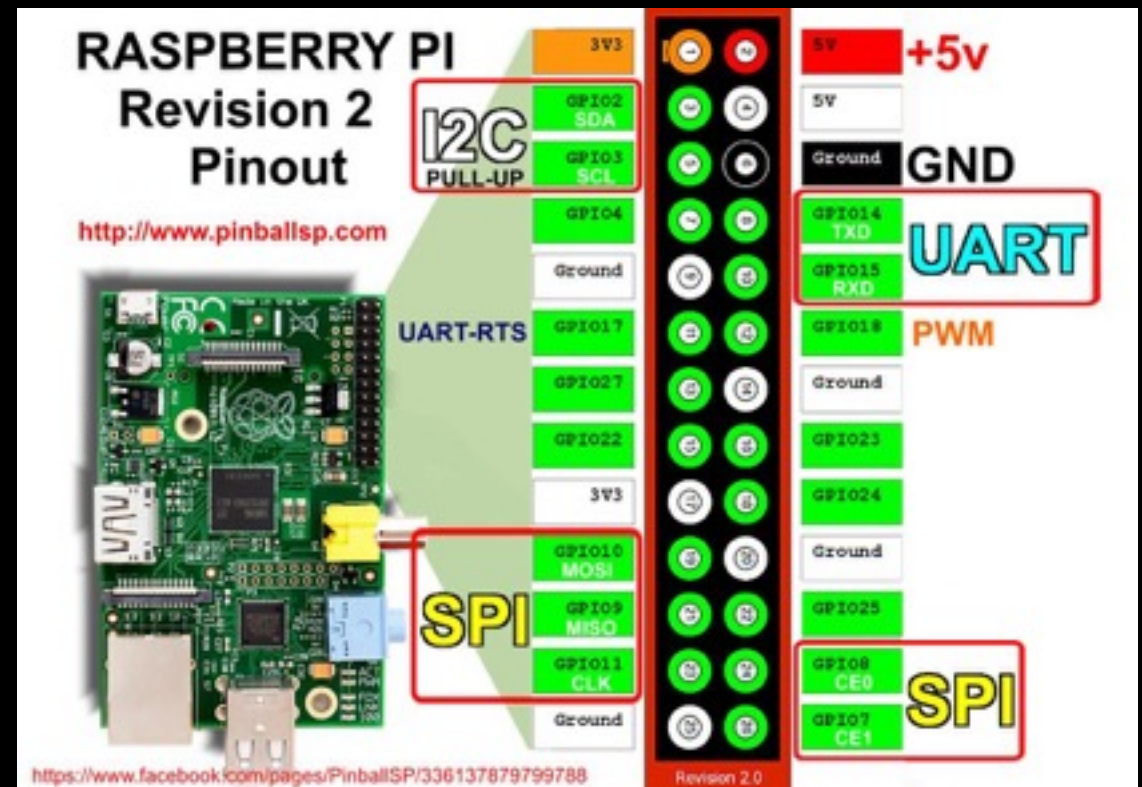 RASPBERRY PI
Revision 2
Pinout
http://www.pinballsp.com
I2C
PULL-UP
UART-RTS
SPI
3V3
GPIO2
SDA
GPIO3
SCL
GPIO4
Ground
GPIO17
GPIO27
GPIO22
3V3
GPIO10
MOSI
GPIO9
MISO
GPIO11
CLK
Ground
5V
5V
Ground
GPIO14
TXD
GPIO15
RXD
GPIO18
Ground
GPIO23
GPIO24
Ground
GPIO25
GPIO8
CE0
GPIO7
CE1
+5v
GND
UART
PWM
SPI
https://www.facebook.com/pages/PinballSP/336137879799788
Revision 2.0